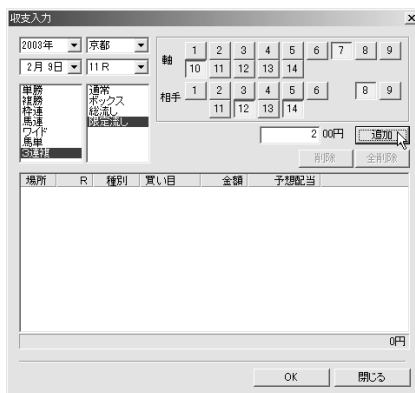 収支入力
2003年 京都
2月 9日 11R
軸 1 2 3 4 5 6 7 8 9
10 11 12 13 14
相手 1 2 3 4 5 6 8 9
11 12 13 14
単勝
複勝
枠連
馬連
ワイド
馬単
3連複
通常
ボックス
総流し
限定流し
2 00円 追加
削除 全削除
場所 R 種別 買い目 金額 予想配当
0円
OK 閉じる